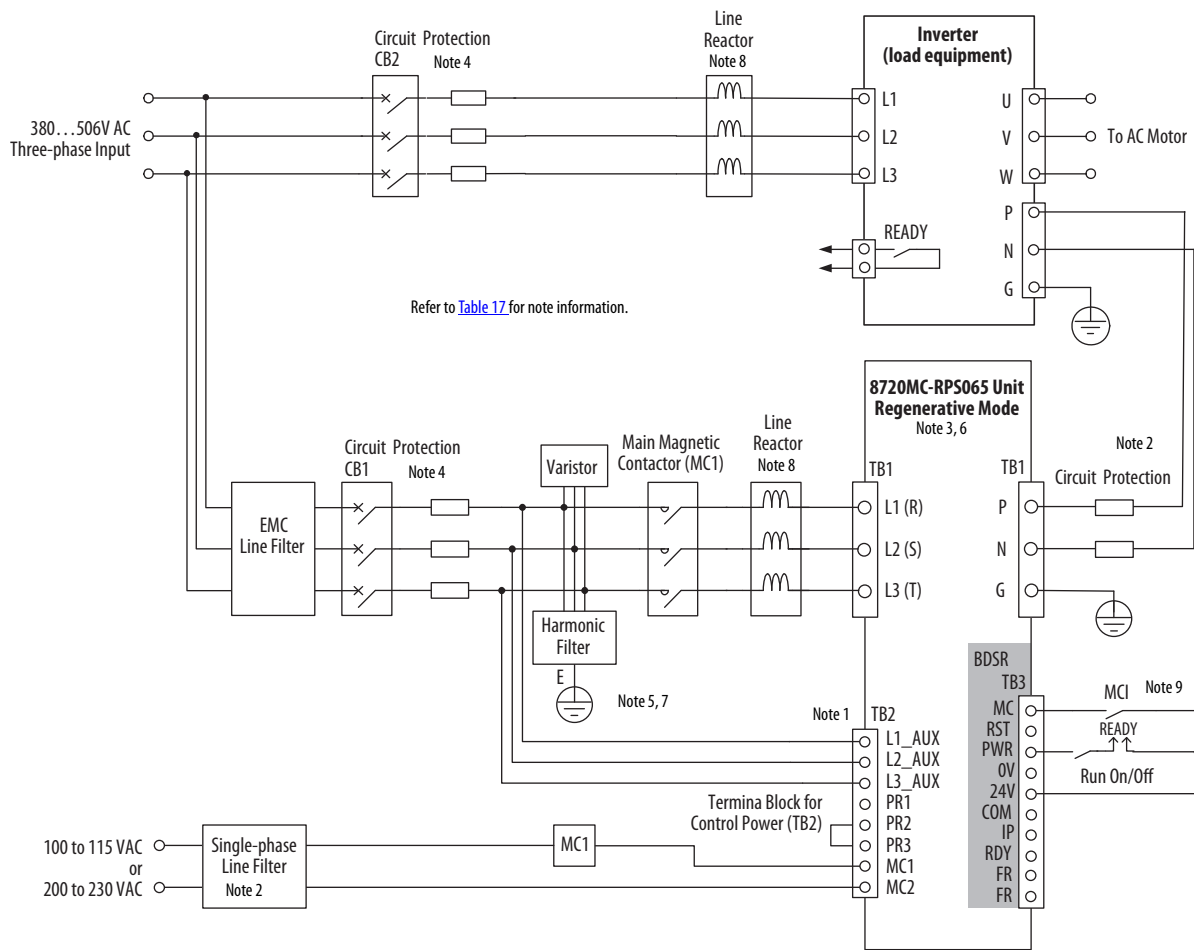 Circuit Protection
CB2
Note 4
Line
Reactor
Note 8
Inverter
(load equipment)
380...506V AC
Three-phase Input
L1
L2
L3
U
V
W
To AC Motor
P
N
G
READY
Refer to Table 17 for note information.
8720MC-RPS065 Unit
Regenerative Mode
Note 3, 6
Circuit Protection
CB1
Note 4
Varistor
Main Magnetic
Contactor (MC1)
Line
Reactor
Note 8
TB1
TB1
Note 2
Circuit Protection
EMC
Line Filter
L1 (R)
L2 (S)
L3 (T)
P
N
G
Harmonic
Filter
E
Note 5, 7
BDSR
TB3
Note 1
TB2
L1_AUX
L2_AUX
L3_AUX
PR1
PR2
PR3
MC1
MC2
Termina Block for
Control Power (TB2)
MC
RST
PWR
0V
24V
COM
IP
RDY
FR
FR
MCI
Note 9
READY
Run On/Off
100 to 115 VAC
or
200 to 230 VAC
Single-phase
Line Filter
Note 2
MC1